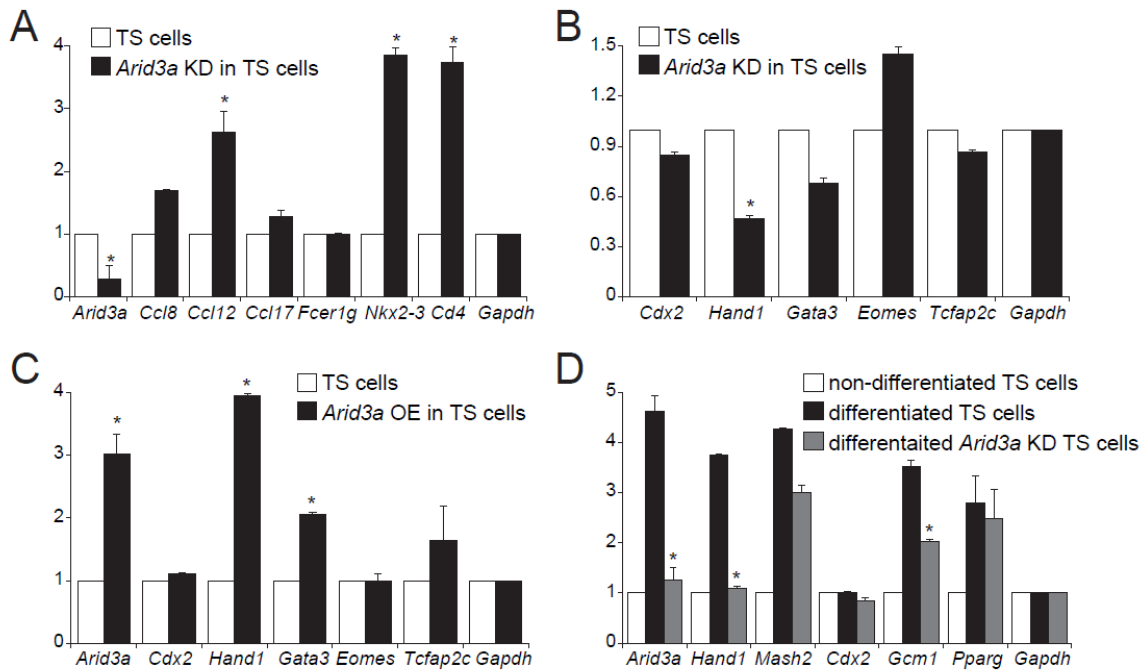 A
TS cells
Arid3a KD in TS cells
4
3
2
1
0
* * * *
Arid3a Ccl8 Ccl12 Ccl17 Fcer1g Nkx2-3 Cd4 Gapdh
B
TS cells
Arid3a KD in TS cells
1.5
1.2
0.9
0.6
0.3
0
*
Cdx2 Hand1 Gata3 Eomes Tcfap2c Gapdh
C
TS cells
Arid3a OE in TS cells
4
3
2
1
0
* * *
Arid3a Cdx2 Hand1 Gata3 Eomes Tcfap2c Gapdh
D
non-differentiated TS cells
differentiated TS cells
differentaited Arid3a KD TS cells
5
4
3
2
1
0
* * *
Arid3a Hand1 Mash2 Cdx2 Gcm1 Pparg Gapdh